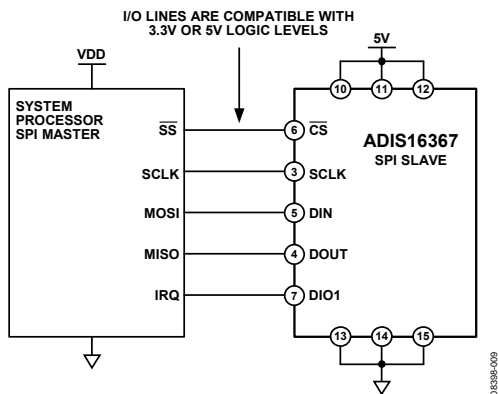 I/O LINES ARE COMPATIBLE WITH
3.3V OR 5V LOGIC LEVELS
VDD
5V
10
11
12
SYSTEM
PROCESSOR
SPI MASTER
ADIS16367
SPI SLAVE
SS
6
CS
SCLK
3
SCLK
MOSI
5
DIN
MISO
4
DOUT
IRQ
7
DIO1
13
14
15
08398-009